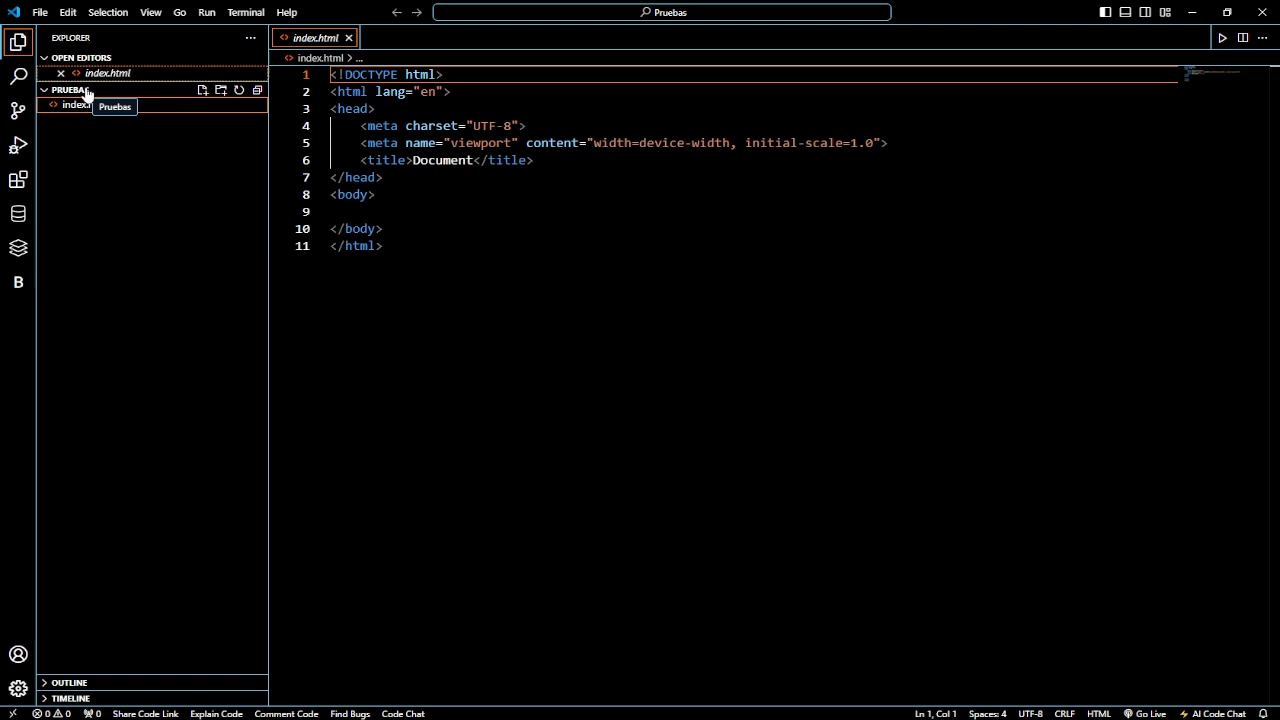 File Edit Selection View Go Run Terminal Help
Pruebas
EXPLORER
OPEN EDITORS
index.html
PRUEBAS
Pruebas
index.html
index.html > ...
1 <!DOCTYPE html>
2 <html lang="en">
3 <head>
4 <meta charset="UTF-8">
5 <meta name="viewport" content="width=device-width, initial-scale=1.0">
6 <title>Document</title>
7 </head>
8 <body>
9
10 </body>
11 </html>
B
OUTLINE
TIMELINE
0 0 0 Share Code Link Explain Code Comment Code Find Bugs Code Chat Ln 1, Col 1 Spaces: 4 UTF-8 CRLF HTML Go Live AI Code Chat